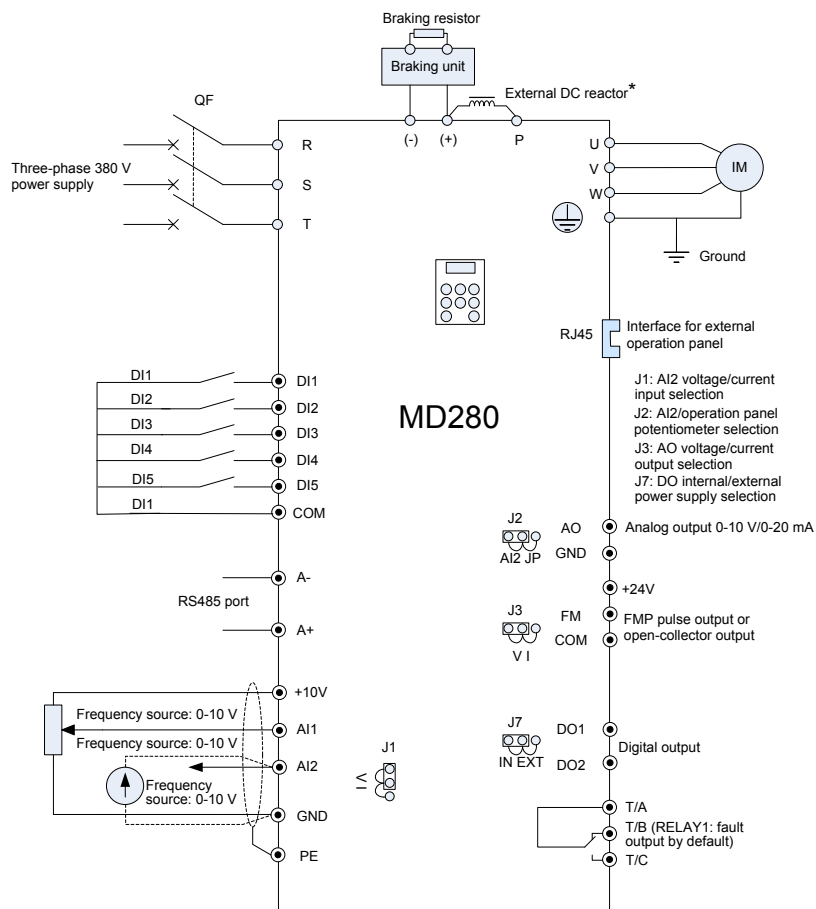 Braking resistor
Braking unit
External DC reactor*
QF
(-)
(+)
P
R
S
T
Three-phase 380 V
power supply
U
V
W
IM
Ground
RJ45
Interface for external
operation panel
DI1
DI2
DI3
DI4
DI5
DI1
DI1
DI2
DI3
DI4
DI5
COM
MD280
J1: AI2 voltage/current
input selection
J2: AI2/operation panel
potentiometer selection
J3: AO voltage/current
output selection
J7: DO internal/external
power supply selection
J2
AI2 JP
AO
Analog output 0-10 V/0-20 mA
GND
+24V
A-
RS485 port
A+
J3
V I
FM
COM
FMP pulse output or
open-collector output
+10V
Frequency source: 0-10 V
AI1
Frequency source: 0-10 V
AI2
Frequency
source: 0-10 V
GND
PE
J1
V I
J7
IN EXT
DO1
Digital output
DO2
T/A
T/B (RELAY1: fault
output by default)
T/C